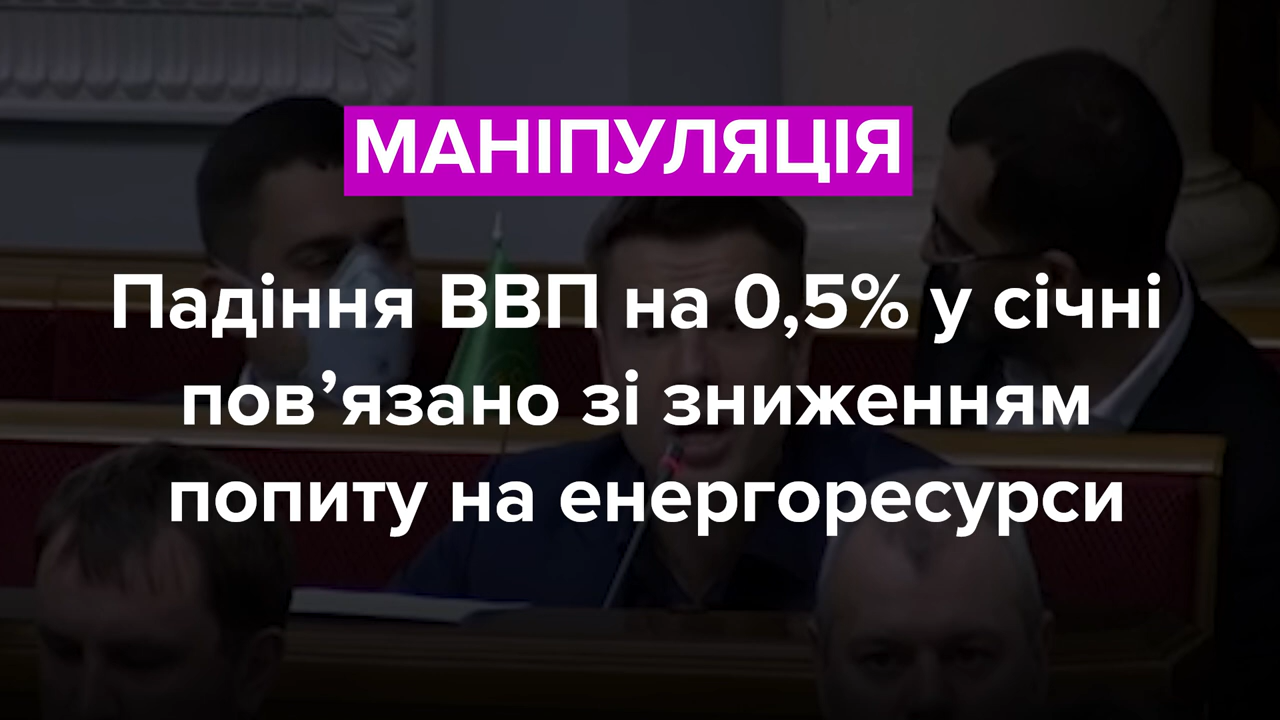 МАНІПУЛЯЦІЯ
Падіння ВВП на 0,5% у січні
пов’язано зі зниженням
попиту на енергоресурси